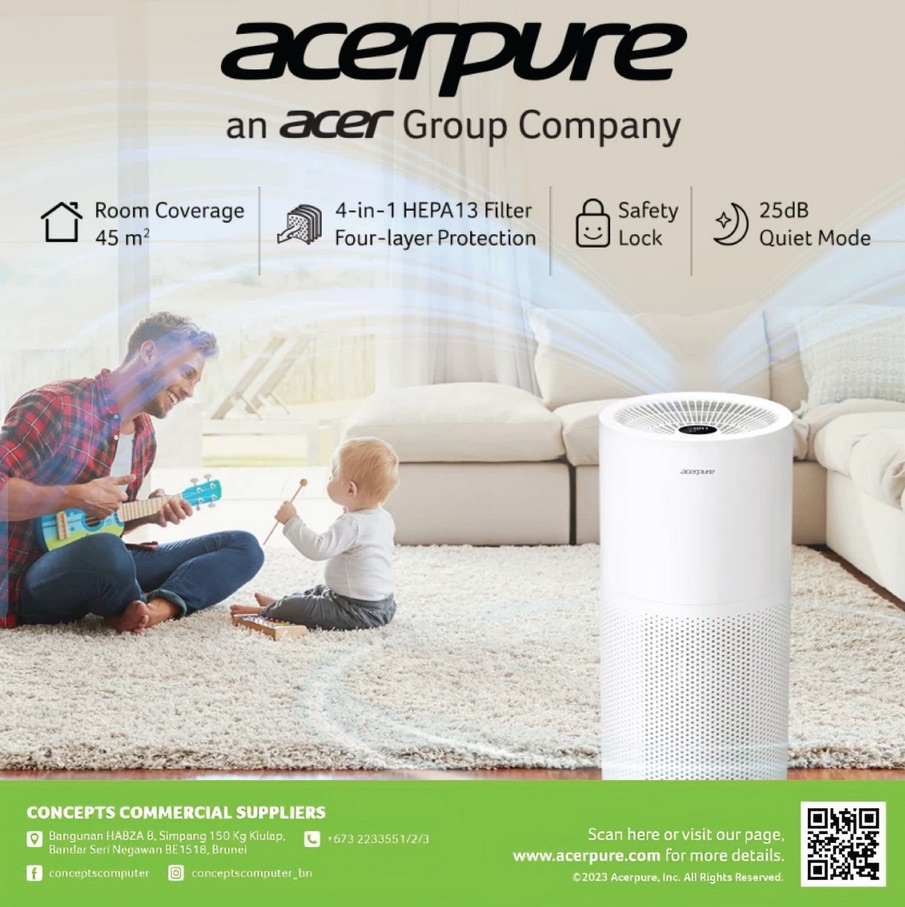 acerpure
an acer Group Company
Room Coverage
45 m²
4-in-1 HEPA13 Filter
Four-layer Protection
Safety
Lock
25dB
Quiet Mode
acerpure
CONCEPTS COMMERCIAL SUPPLIERS
Bangunan HABZA B, Simpang 150 Kg Kiulap,
Bandar Seri Negawan BE1518, Brunei
+673 2233551/2/3
conceptscomputer
conceptscomputer_bn
Scan here or visit our page,
www.acerpure.com for more details.
©2023 Acerpure, Inc. All Rights Reserved.